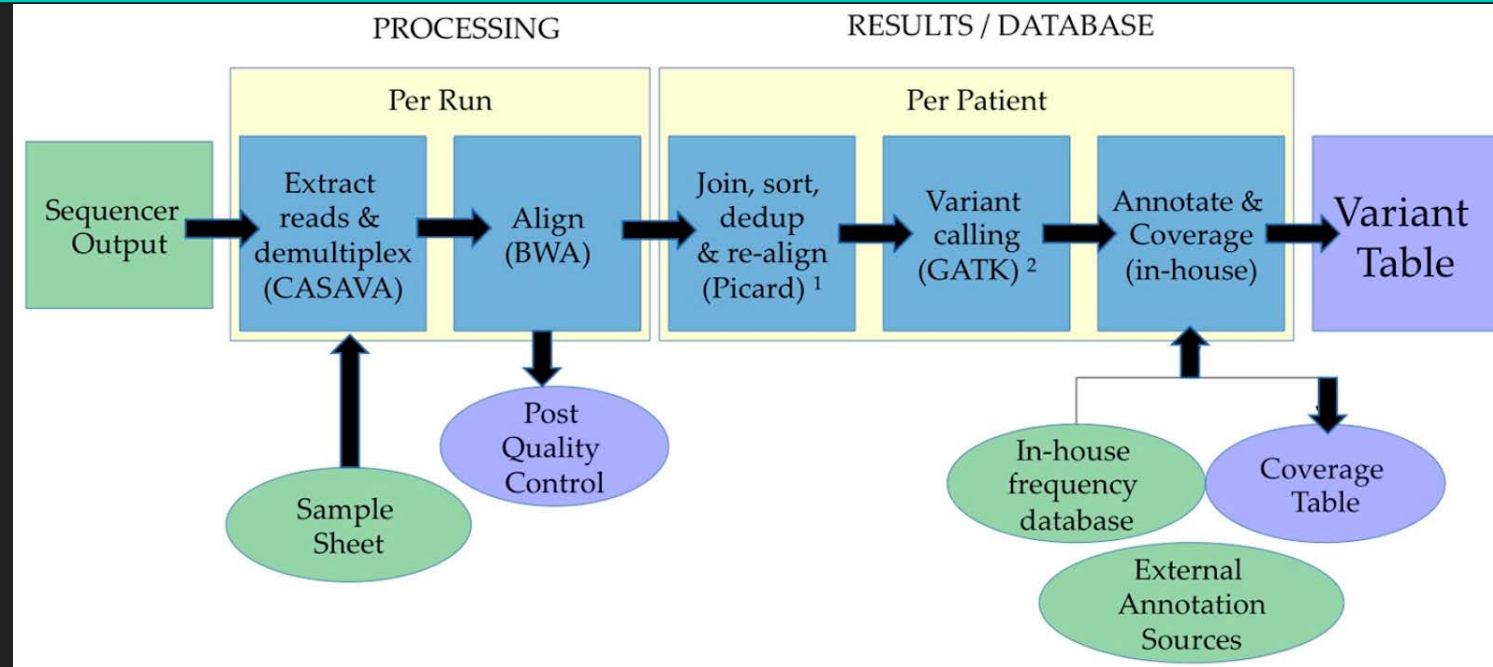 PROCESSING
RESULTS / DATABASE
Per Run
Per Patient
Sequencer
Output
Extract
reads &
demultiplex
(CASAVA)
Align
(BWA)
Join, sort,
dedup
& re-align
(Picard) 1
Variant
calling
(GATK) 2
Annotate &
Coverage
(in-house)
Variant
Table
Sample
Sheet
Post
Quality
Control
In-house
frequency
database
Coverage
Table
External
Annotation
Sources